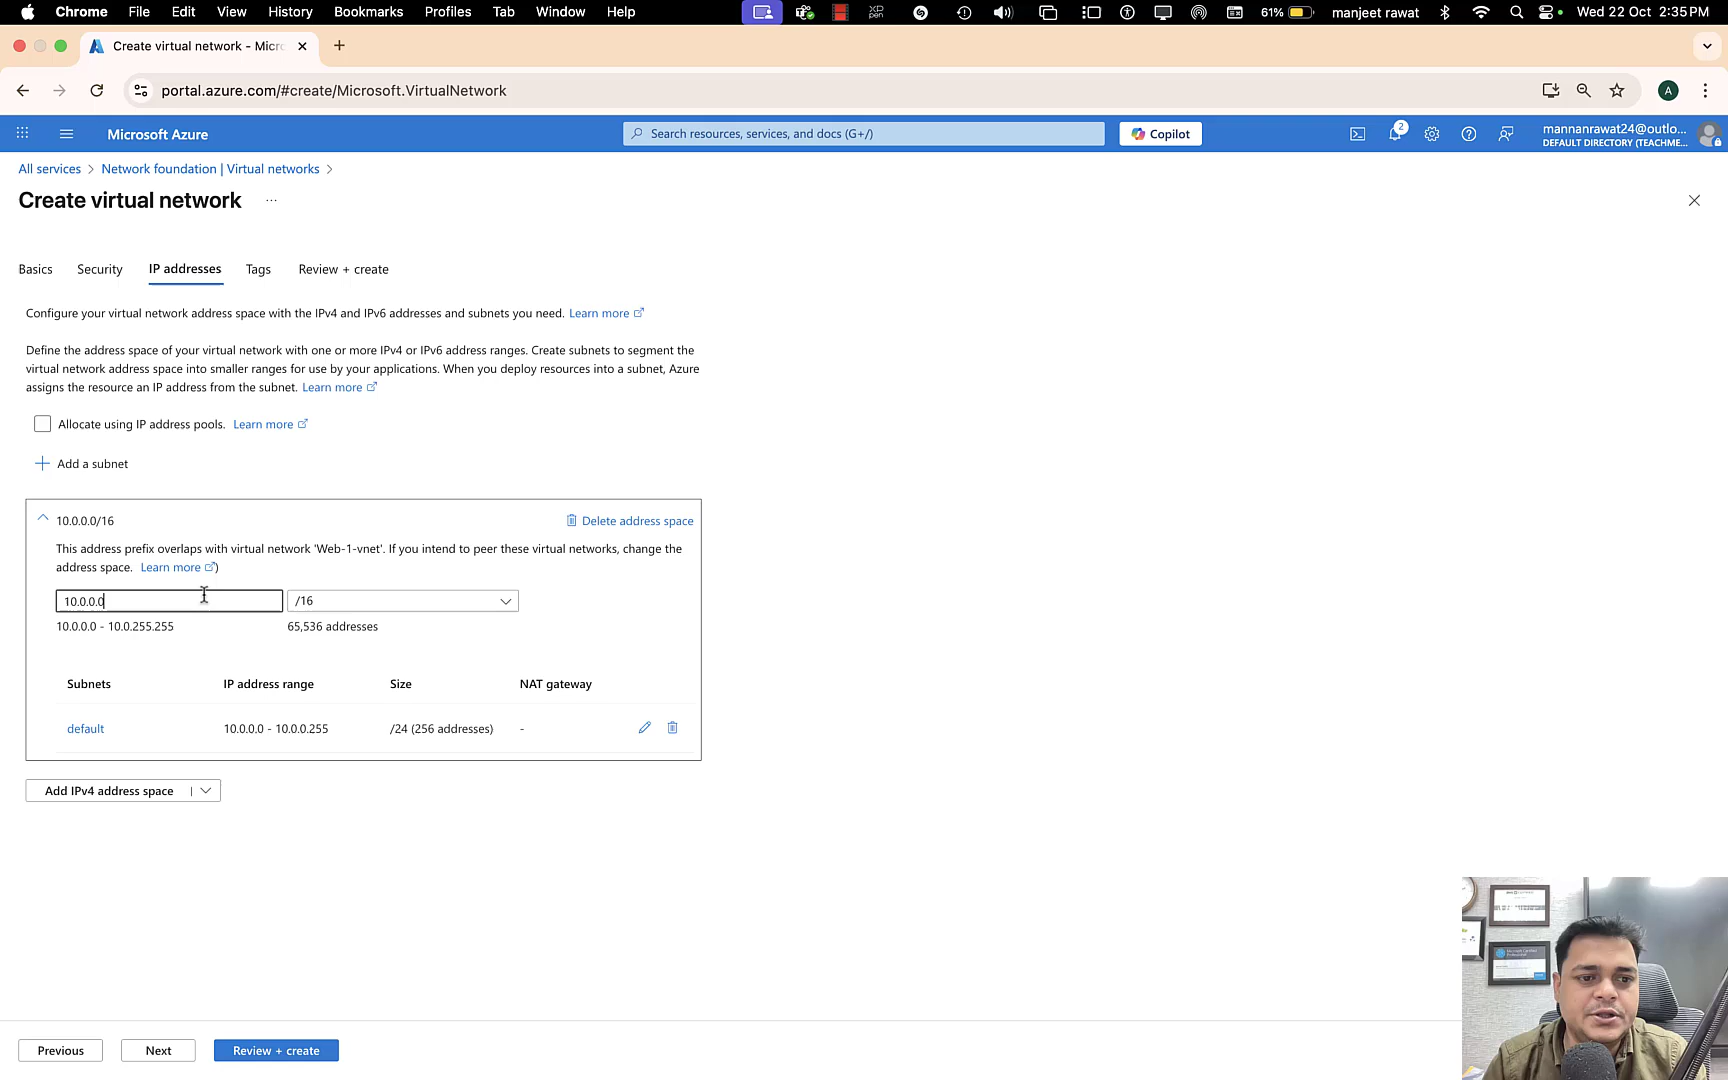 Chrome File Edit View History Bookmarks Profiles Tab Window Help 61% manjeet rawat Wed 22 Oct 2:35 PM
Create virtual network - Micr
portal.azure.com/#create/Microsoft.VirtualNetwork A
Microsoft Azure Search resources, services, and docs (G+/) Copilot 2 mannanrawat24@outlo...
DEFAULT DIRECTORY (TEACHME...
All services > Network foundation | Virtual networks >
Create virtual network ...
Basics Security IP addresses Tags Review + create
Configure your virtual network address space with the IPv4 and IPv6 addresses and subnets you need. Learn more
Define the address space of your virtual network with one or more IPv4 or IPv6 address ranges. Create subnets to segment the
virtual network address space into smaller ranges for use by your applications. When you deploy resources into a subnet, Azure
assigns the resource an IP address from the subnet. Learn more
Allocate using IP address pools. Learn more
+ Add a subnet
10.0.0.0/16 Delete address space
This address prefix overlaps with virtual network 'Web-1-vnet'. If you intend to peer these virtual networks, change the
address space. Learn more )
10.0.0.0 /16
10.0.0.0 - 10.0.255.255 65,536 addresses
Subnets IP address range Size NAT gateway
default 10.0.0.0 - 10.0.0.255 /24 (256 addresses) -
Add IPv4 address space |
Previous Next Review + create